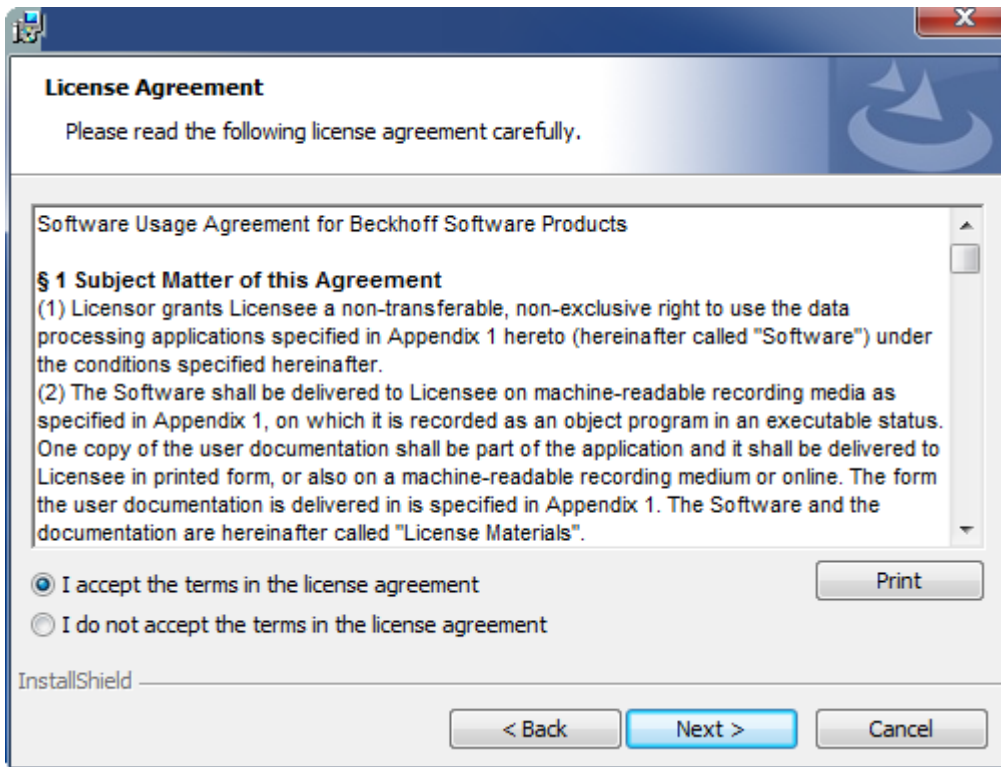 License Agreement
Please read the following license agreement carefully.
Software Usage Agreement for Beckhoff Software Products
§ 1 Subject Matter of this Agreement
(1) Licensor grants Licensee a non-transferable, non-exclusive right to use the data
processing applications specified in Appendix 1 hereto (hereinafter called "Software") under
the conditions specified hereinafter.
(2) The Software shall be delivered to Licensee on machine-readable recording media as
specified in Appendix 1, on which it is recorded as an object program in an executable status.
One copy of the user documentation shall be part of the application and it shall be delivered to
Licensee in printed form, or also on a machine-readable recording medium or online. The form
the user documentation is delivered in is specified in Appendix 1. The Software and the
documentation are hereinafter called "License Materials".
I accept the terms in the license agreement
Print
I do not accept the terms in the license agreement
InstallShield
< Back
Next >
Cancel